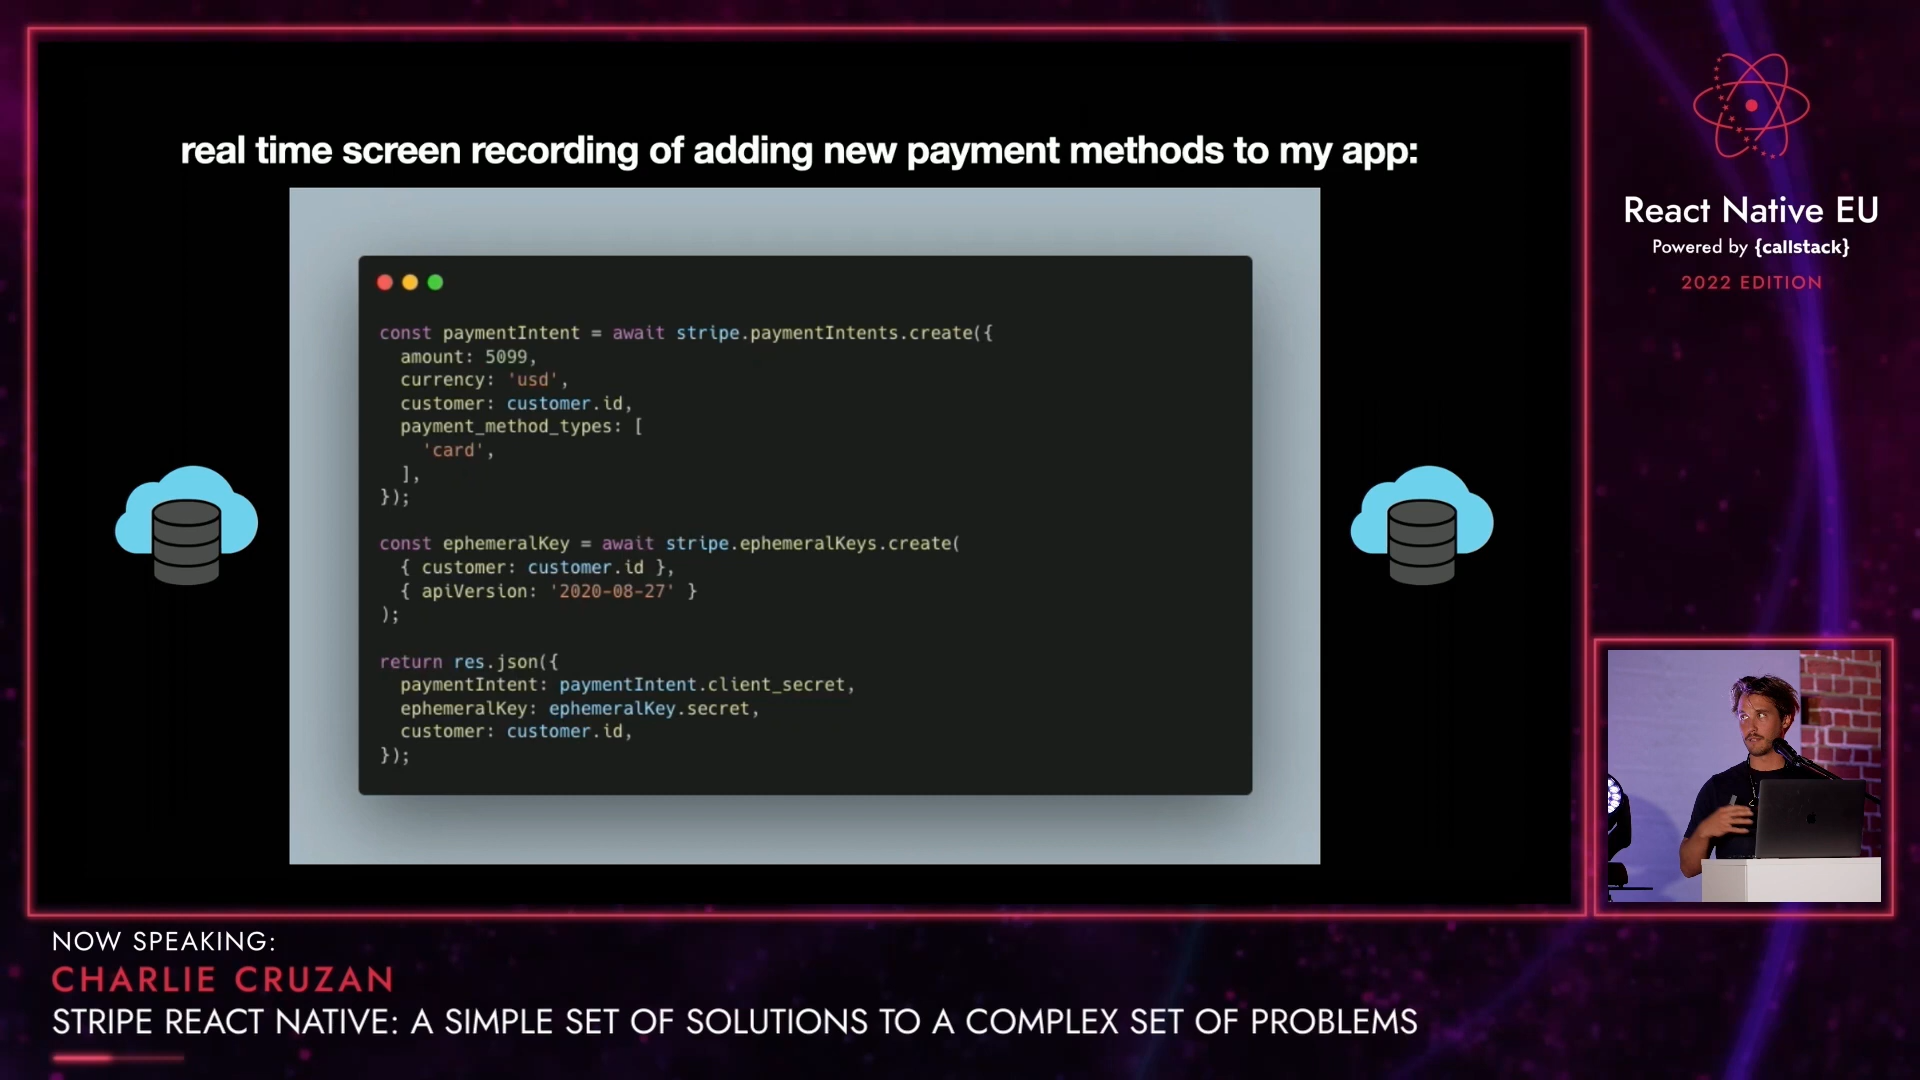 real time screen recording of adding new payment methods to my app:
const paymentIntent = await stripe.paymentIntents.create({
  amount: 5099,
  currency: 'usd',
  customer: customer.id,
  payment_method_types: [
    'card',
  ],
});
const ephemeralKey = await stripe.ephemeralKeys.create(
  { customer: customer.id },
  { apiVersion: '2020-08-27' }
);
return res.json({
  paymentIntent: paymentIntent.client_secret,
  ephemeralKey: ephemeralKey.secret,
  customer: customer.id,
});
React Native EU
Powered by {callstack}
2022 EDITION
NOW SPEAKING:
CHARLIE CRUZAN
STRIPE REACT NATIVE: A SIMPLE SET OF SOLUTIONS TO A COMPLEX SET OF PROBLEMS